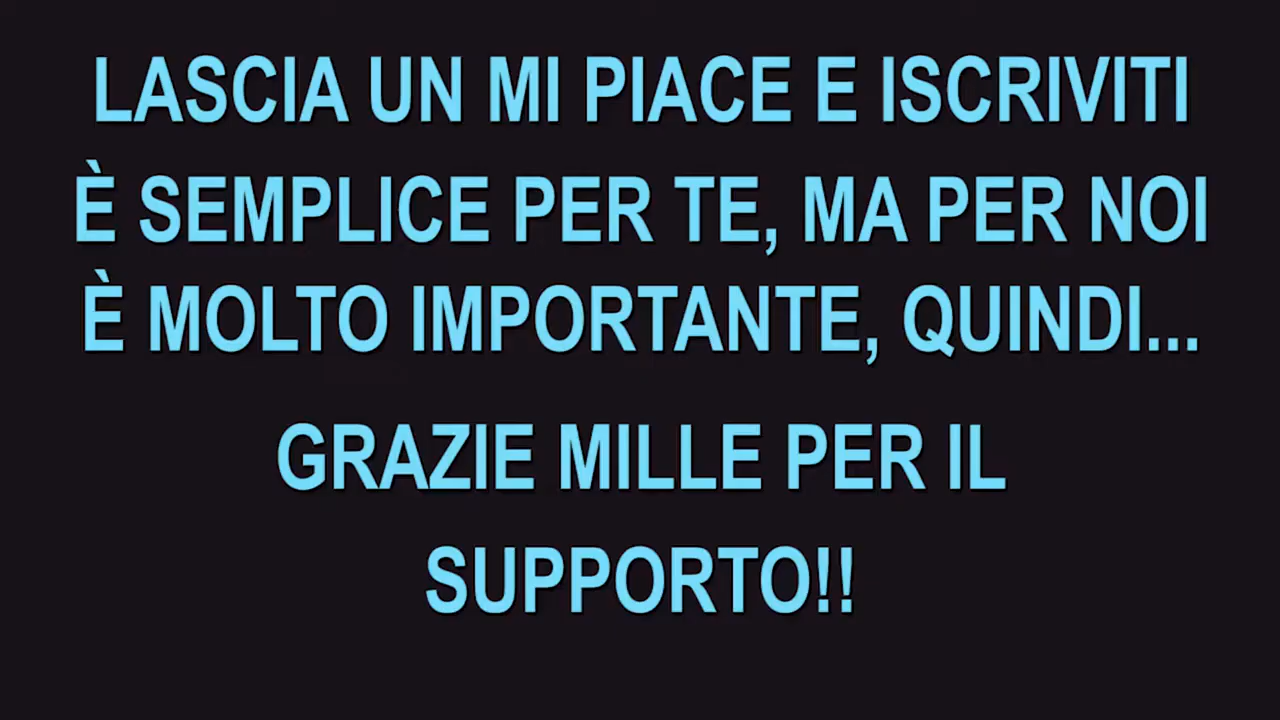 LASCIA UN MI PIACE E ISCRIVITI
È SEMPLICE PER TE, MA PER NOI
È MOLTO IMPORTANTE, QUINDI...
GRAZIE MILLE PER IL
SUPPORTO!!